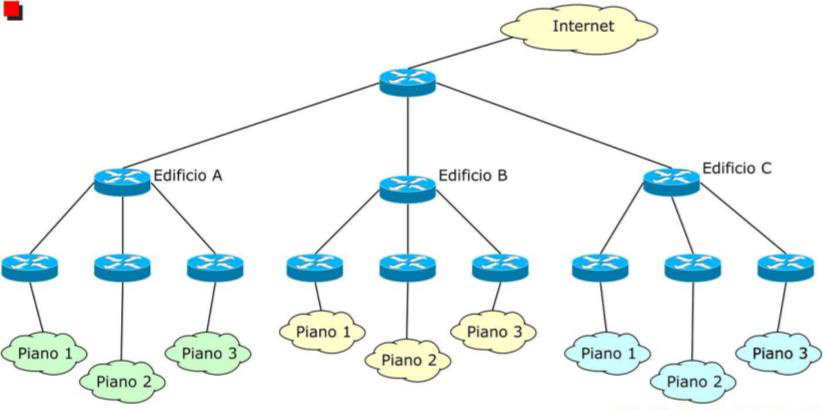 Internet
Edificio A
Edificio B
Edificio C
Piano 1
Piano 2
Piano 3
Piano 1
Piano 2
Piano 3
Piano 1
Piano 2
Piano 3